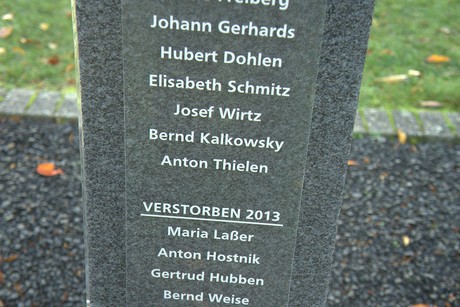 Freiberg
Johann Gerhards
Hubert Dohlen
Elisabeth Schmitz
Josef Wirtz
Bernd Kalkowsky
Anton Thielen
VERSTORBEN 2013
Maria Laßer
Anton Hostnik
Gertrud Hubben
Bernd Weise